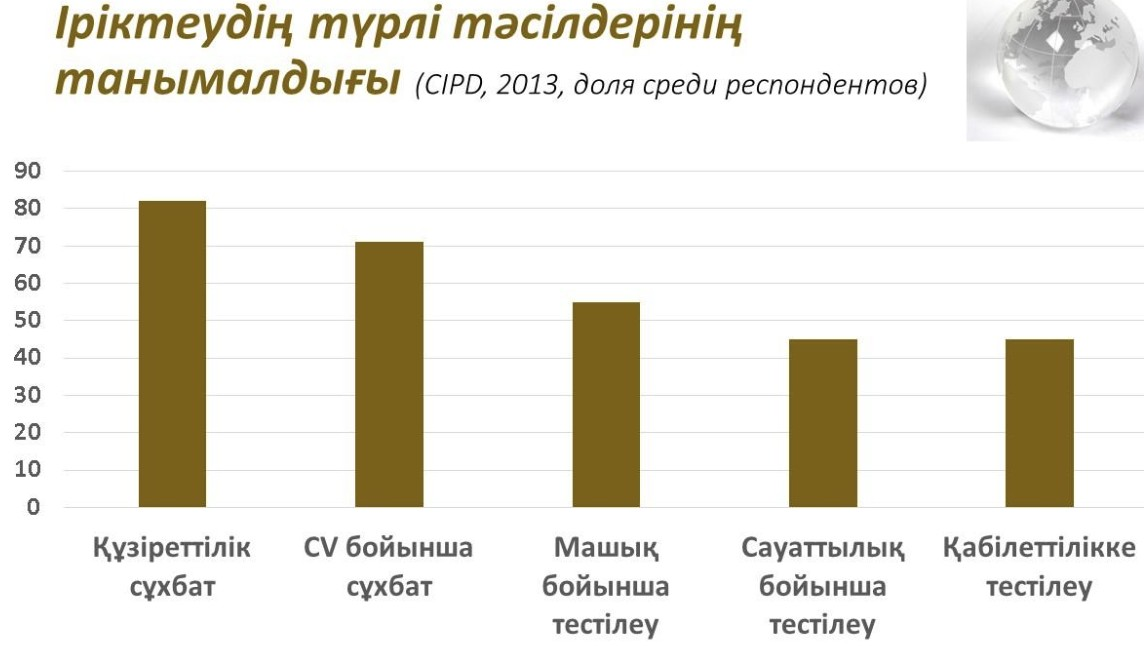 Іріктеудің түрлі тәсілдерінің
танымалдығы (CIPD, 2013, доля среди респондентов)
90
80
70
60
50
40
30
20
10
0
Құзіреттілік
сұхбат
CV бойынша
сұхбат
Машық
бойынша
тестілеу
Сауаттылық
бойынша
тестілеу
Қабілеттілікке
тестілеу